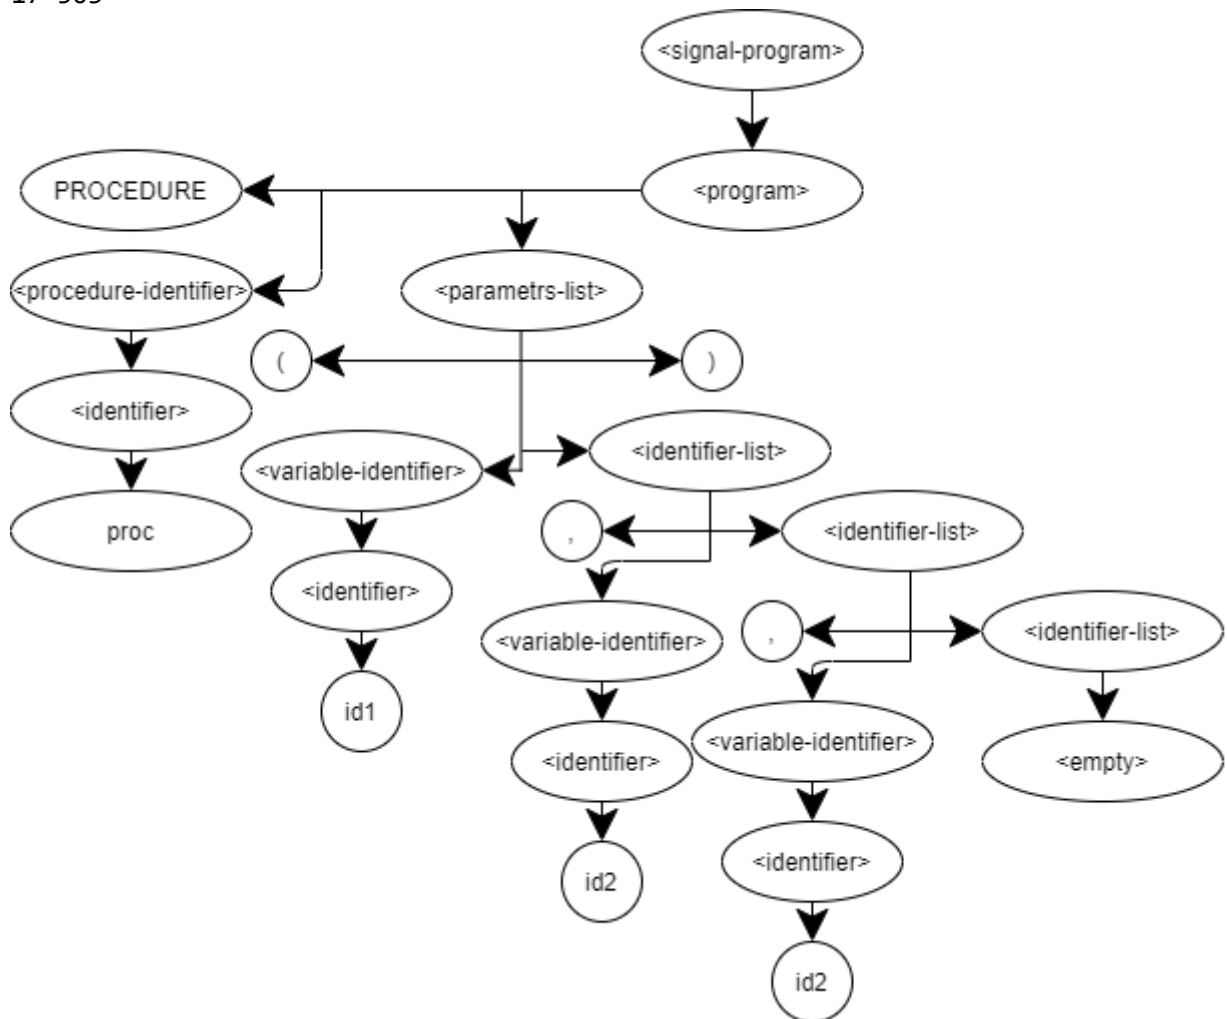 <signal-program>
PROCEDURE
<program>
<procedure-identifier>
<parametrs-list>
(
)
<identifier>
<identifier-list>
<variable-identifier>
proc
,
<identifier-list>
<identifier>
<variable-identifier>
,
<identifier-list>
id1
<identifier>
<variable-identifier>
<empty>
id2
<identifier>
id2